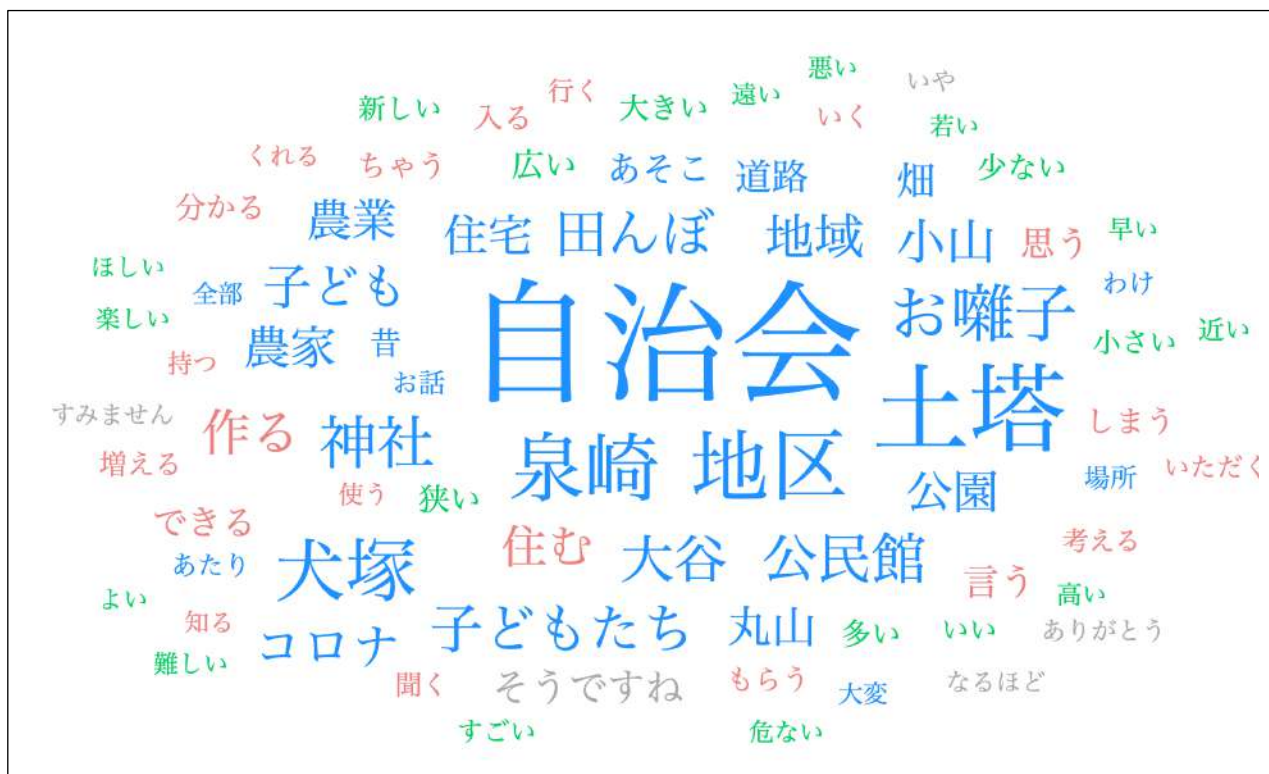 悪い いや
行く 大きい 遠い
新しい 入る いく 若い
くれる ちゃう 広い あそこ 道路 畑 少ない
分かる 農業 住宅 田んぼ 地域 小山 思う 早い
ほしい 全部 子ども 自治会 お囃子 わけ
楽しい 農家 昔 小さい 近い
持つ お話
すみません 作る 神社 土塔 しまう
増える 使う 狭い 泉崎 地区 公園 場所 いただく
できる 住む 大谷 公民館 考える
あたり 犬塚 言う 高い
よい 知る コロナ 子どもたち 丸山 多い いい ありがとう
難しい 聞く そうですね もらう 大変 なるほど
すごい 危ない